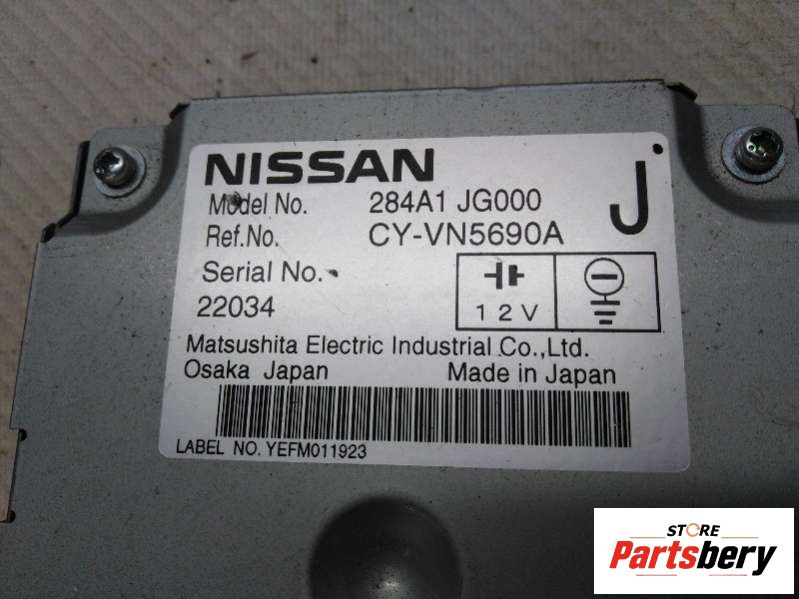 NISSAN
J
Model No. 284A1 JG000
Ref.No. CY-VN5690A
Serial No.
22034
12V
Matsushita Electric Industrial Co.,Ltd.
Osaka Japan Made in Japan
LABEL NO. YEFM011923
STORE
Partsbery